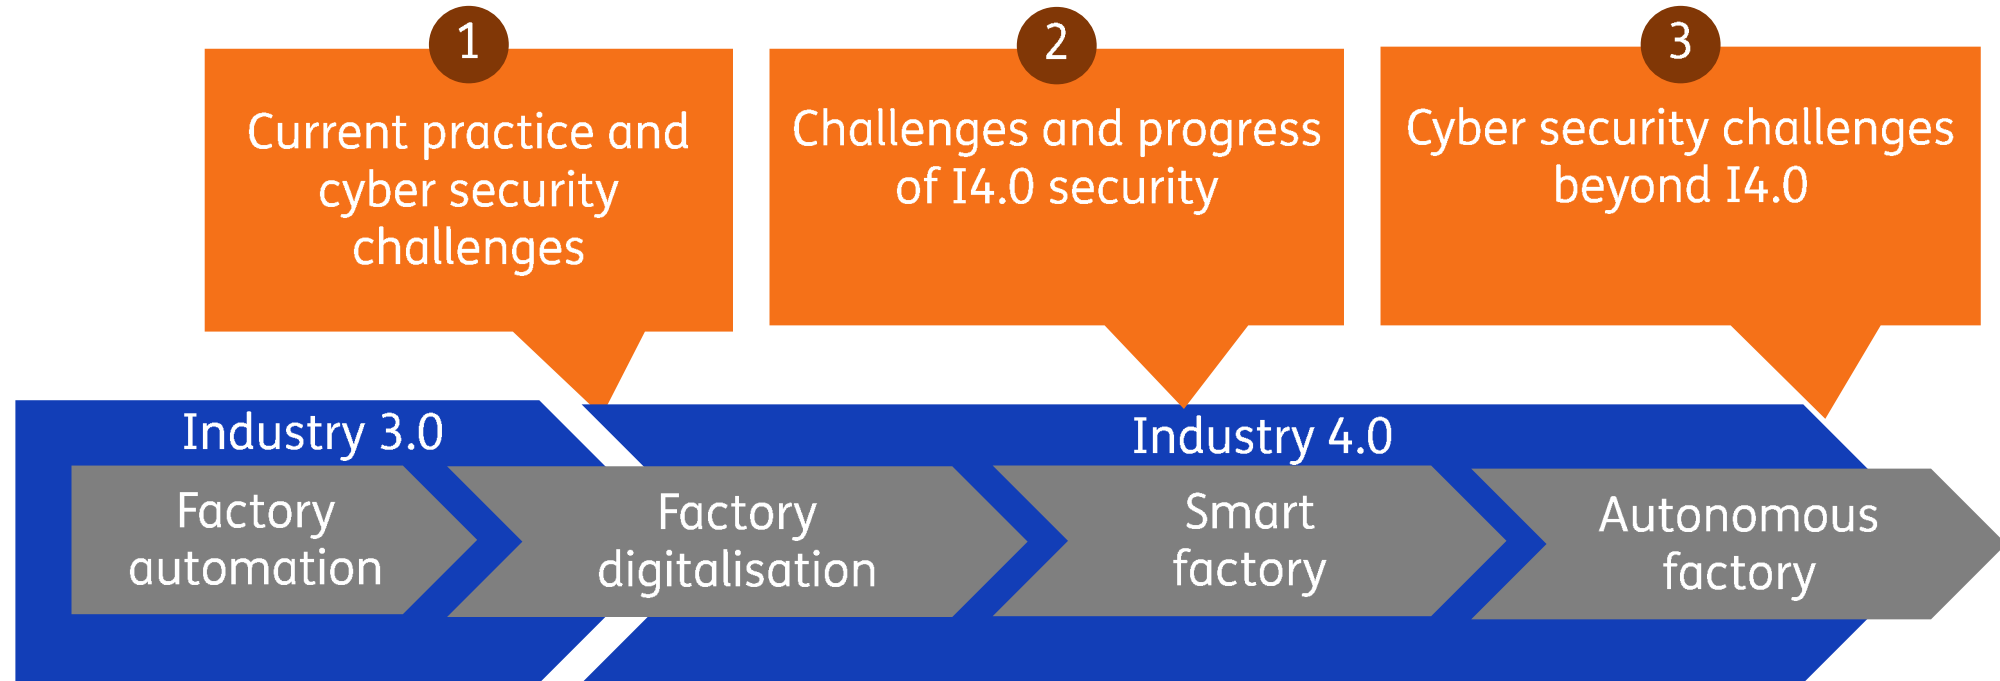 1
Current practice and
cyber security
challenges
2
Challenges and progress
of I4.0 security
3
Cyber security challenges
beyond I4.0
Industry 3.0
Industry 4.0
Factory
automation
Factory
digitalisation
Smart
factory
Autonomous
factory